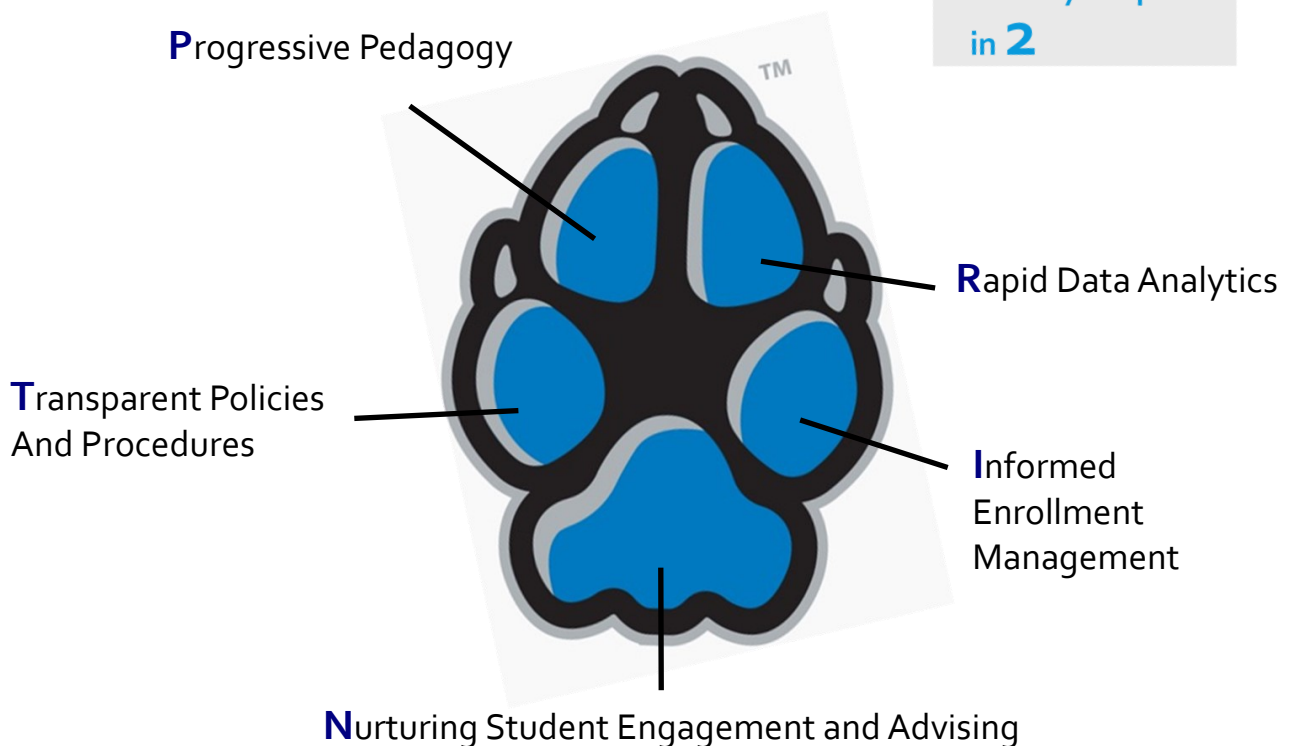 in 2
Progressive Pedagogy
TM
Rapid Data Analytics
Transparent Policies
And Procedures
Informed
Enrollment
Management
Nurturing Student Engagement and Advising